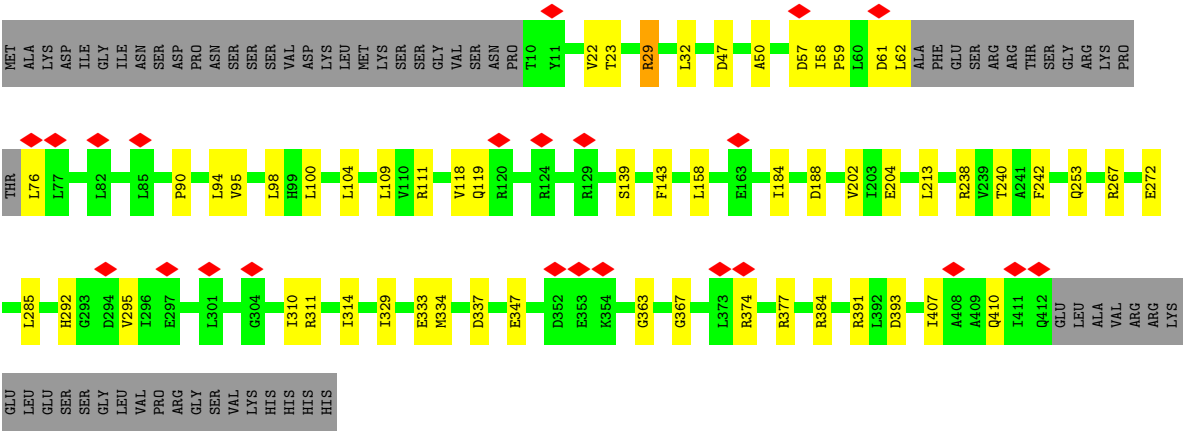 MET ALA LYS ASP ILE GLY ILE ILE ASN SER ASP PRO ASN SER SER SER VAL ASP LYS LEU MET LYS SER SER GLY VAL SER ASN PRO T10 Y11 V22 T23 R29 L32 D47 A50 D57 I58 P59 L60 D61 L62 ALA PHE GLU SER ARG ARG THR SER GLY ARG LYS PRO
THR L76 L77 L82 L85 P90 L94 V95 L98 H99 L100 L104 L109 V110 R111 V118 Q119 R120 R124 R129 S139 F143 L158 E163 I184 D188 V202 I203 E204 L213 R238 V239 T240 A241 F242 Q253 R267 E272
L285 H292 G293 D294 V295 I296 E297 L301 G304 I310 R311 I314 I329 E333 M334 D337 E347 D352 E353 K354 G363 G367 L373 R374 R377 R384 R391 L392 D393 I407 A408 A409 Q410 I411 Q412 GLU LEU ALA VAL ARG ARG LYS
GLU LEU GLU SER SER GLY LEU VAL PRO ARG GLY SER VAL LYS HIS HIS HIS HIS